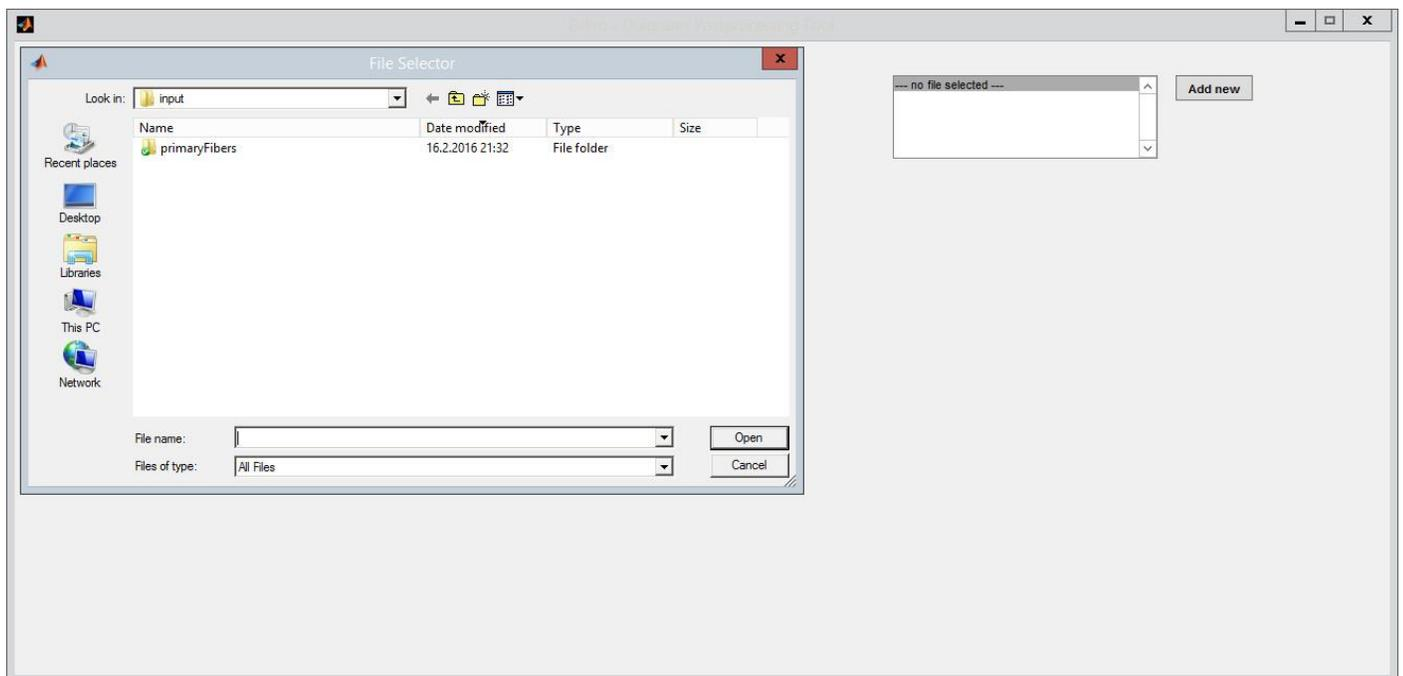 File Selector
Look in: input
--- no file selected ---
Add new
Name Date modified Type Size
primaryFibers 16.2.2016 21:32 File folder
Recent places
Desktop
Libraries
This PC
Network
File name: Open
Files of type: All Files Cancel